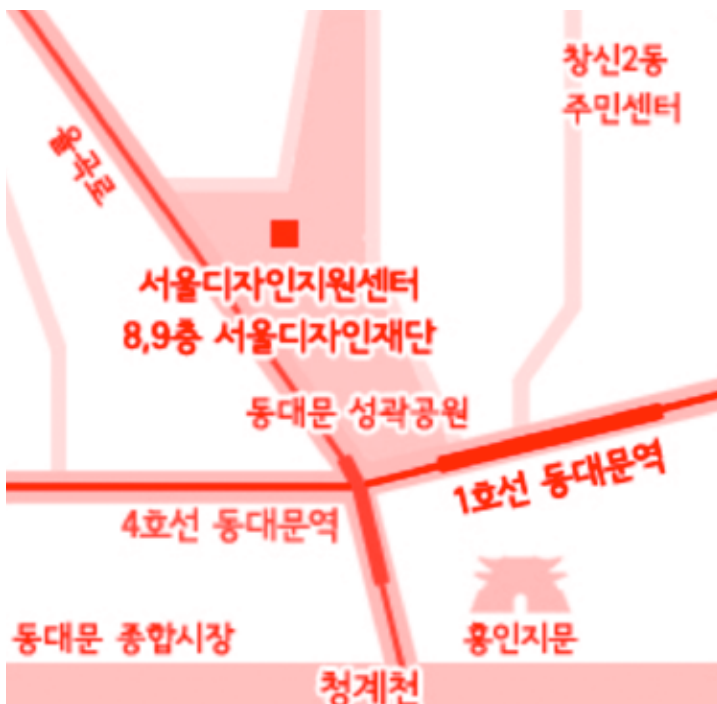 창신2동
주민센터
율곡로
서울디자인지원센터
8,9층 서울디자인재단
동대문 성곽공원
1호선 동대문역
4호선 동대문역
동대문 종합시장
흥인지문
청계천